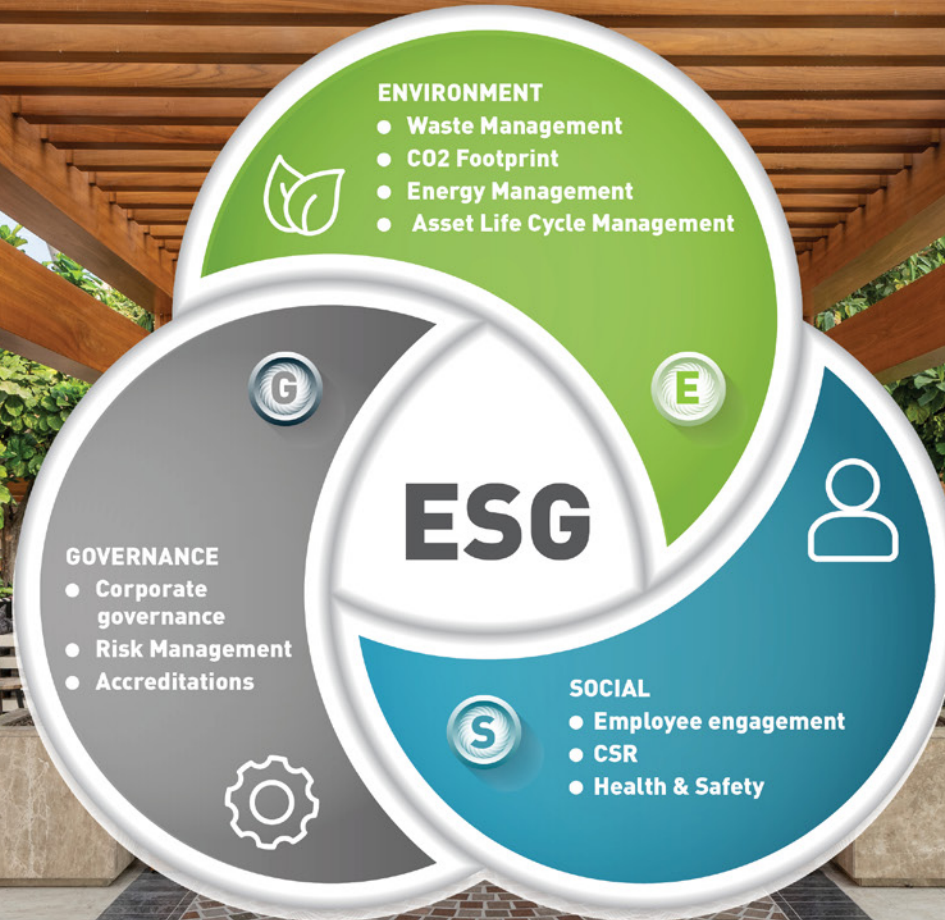 ENVIRONMENT
● Waste Management
● CO2 Footprint
● Energy Management
● Asset Life Cycle Management
G
E
ESG
GOVERNANCE
● Corporate
governance
● Risk Management
● Accreditations
S
SOCIAL
● Employee engagement
● CSR
● Health & Safety